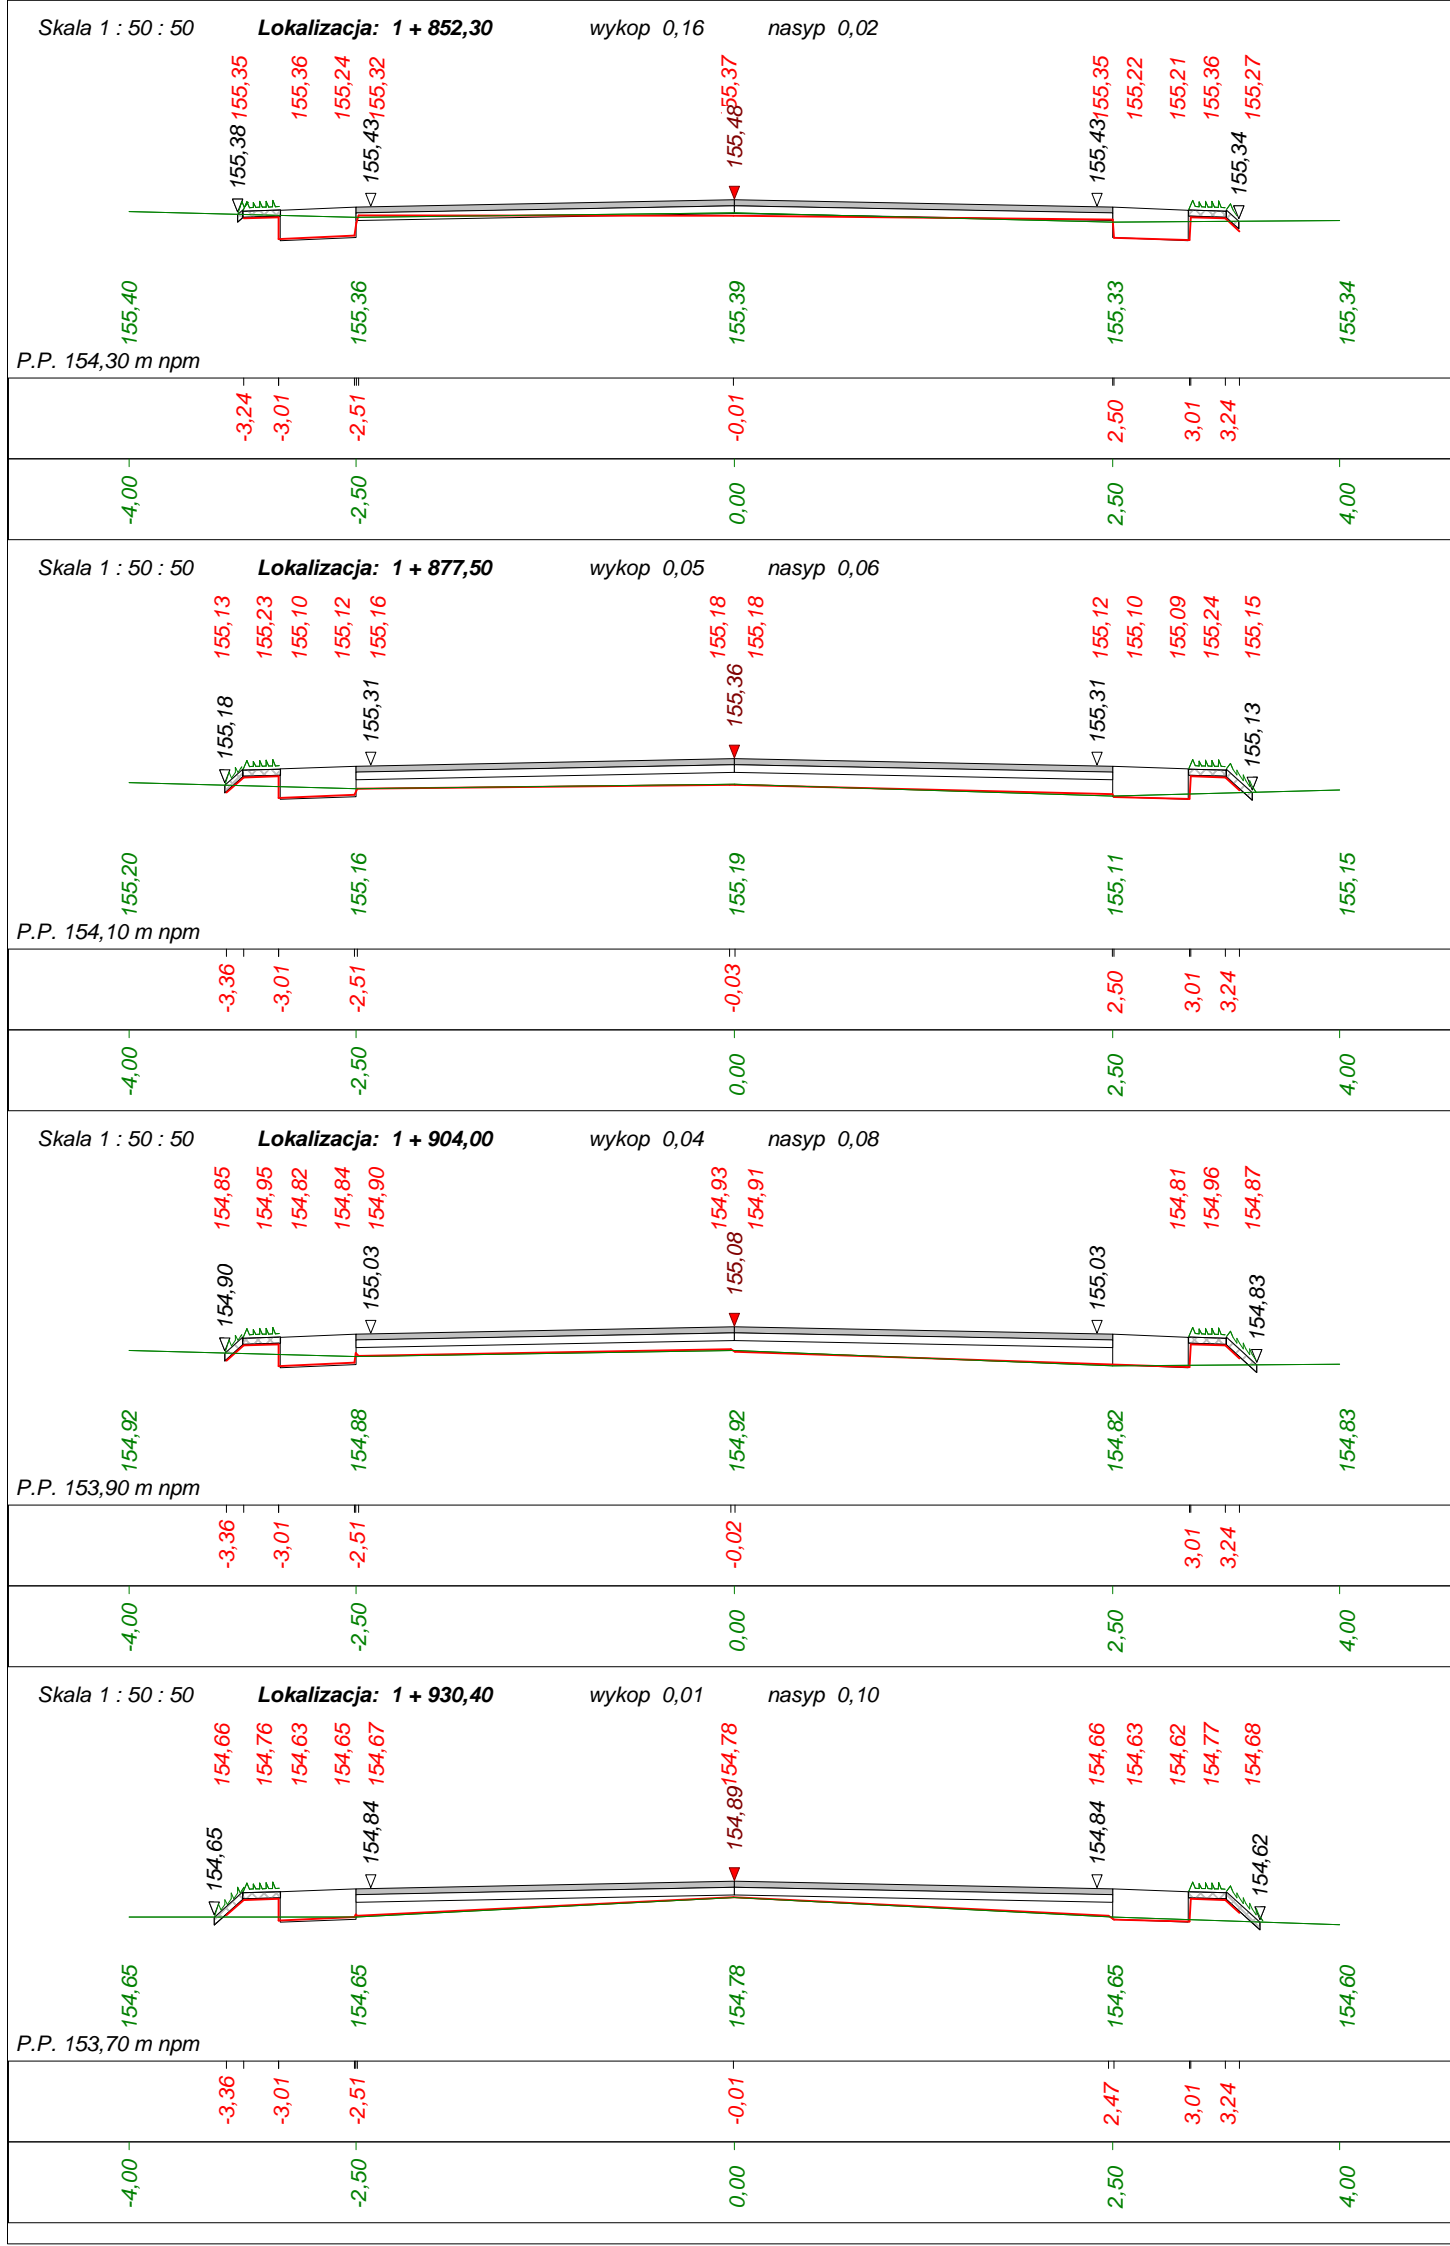 Skala 1 : 50 : 50 Lokalizacja: 1 + 852,30 wykop 0,16 nasyp 0,02
155,35 155,36 155,24 155,32 155,37 155,35 155,22 155,21 155,36 155,27
155,38 155,43 155,48 155,43 155,34
155,40 155,36 155,39 155,33 155,34
P.P. 154,30 m npm
-3,24 -3,01 -2,51 -0,01 2,50 3,01 3,24
-4,00 -2,50 0,00 2,50 4,00
Skala 1 : 50 : 50 Lokalizacja: 1 + 877,50 wykop 0,05 nasyp 0,06
155,13 155,23 155,10 155,12 155,16 155,18 155,18 155,12 155,10 155,09 155,24 155,15
155,18 155,31 155,36 155,31 155,13
155,20 155,16 155,19 155,11 155,15
P.P. 154,10 m npm
-3,36 -3,01 -2,51 -0,03 2,50 3,01 3,24
-4,00 -2,50 0,00 2,50 4,00
Skala 1 : 50 : 50 Lokalizacja: 1 + 904,00 wykop 0,04 nasyp 0,08
154,85 154,95 154,82 154,84 154,90 154,93 154,91 154,81 154,96 154,87
154,90 155,03 155,08 155,03 154,83
154,92 154,88 154,92 154,82 154,83
P.P. 153,90 m npm
-3,36 -3,01 -2,51 -0,02 3,01 3,24
-4,00 -2,50 0,00 2,50 4,00
Skala 1 : 50 : 50 Lokalizacja: 1 + 930,40 wykop 0,01 nasyp 0,10
154,66 154,76 154,63 154,65 154,67 154,78 154,66 154,63 154,62 154,77 154,68
154,65 154,84 154,89 154,84 154,62
154,65 154,65 154,78 154,65 154,60
P.P. 153,70 m npm
-3,36 -3,01 -2,51 -0,01 2,47 3,01 3,24
-4,00 -2,50 0,00 2,50 4,00